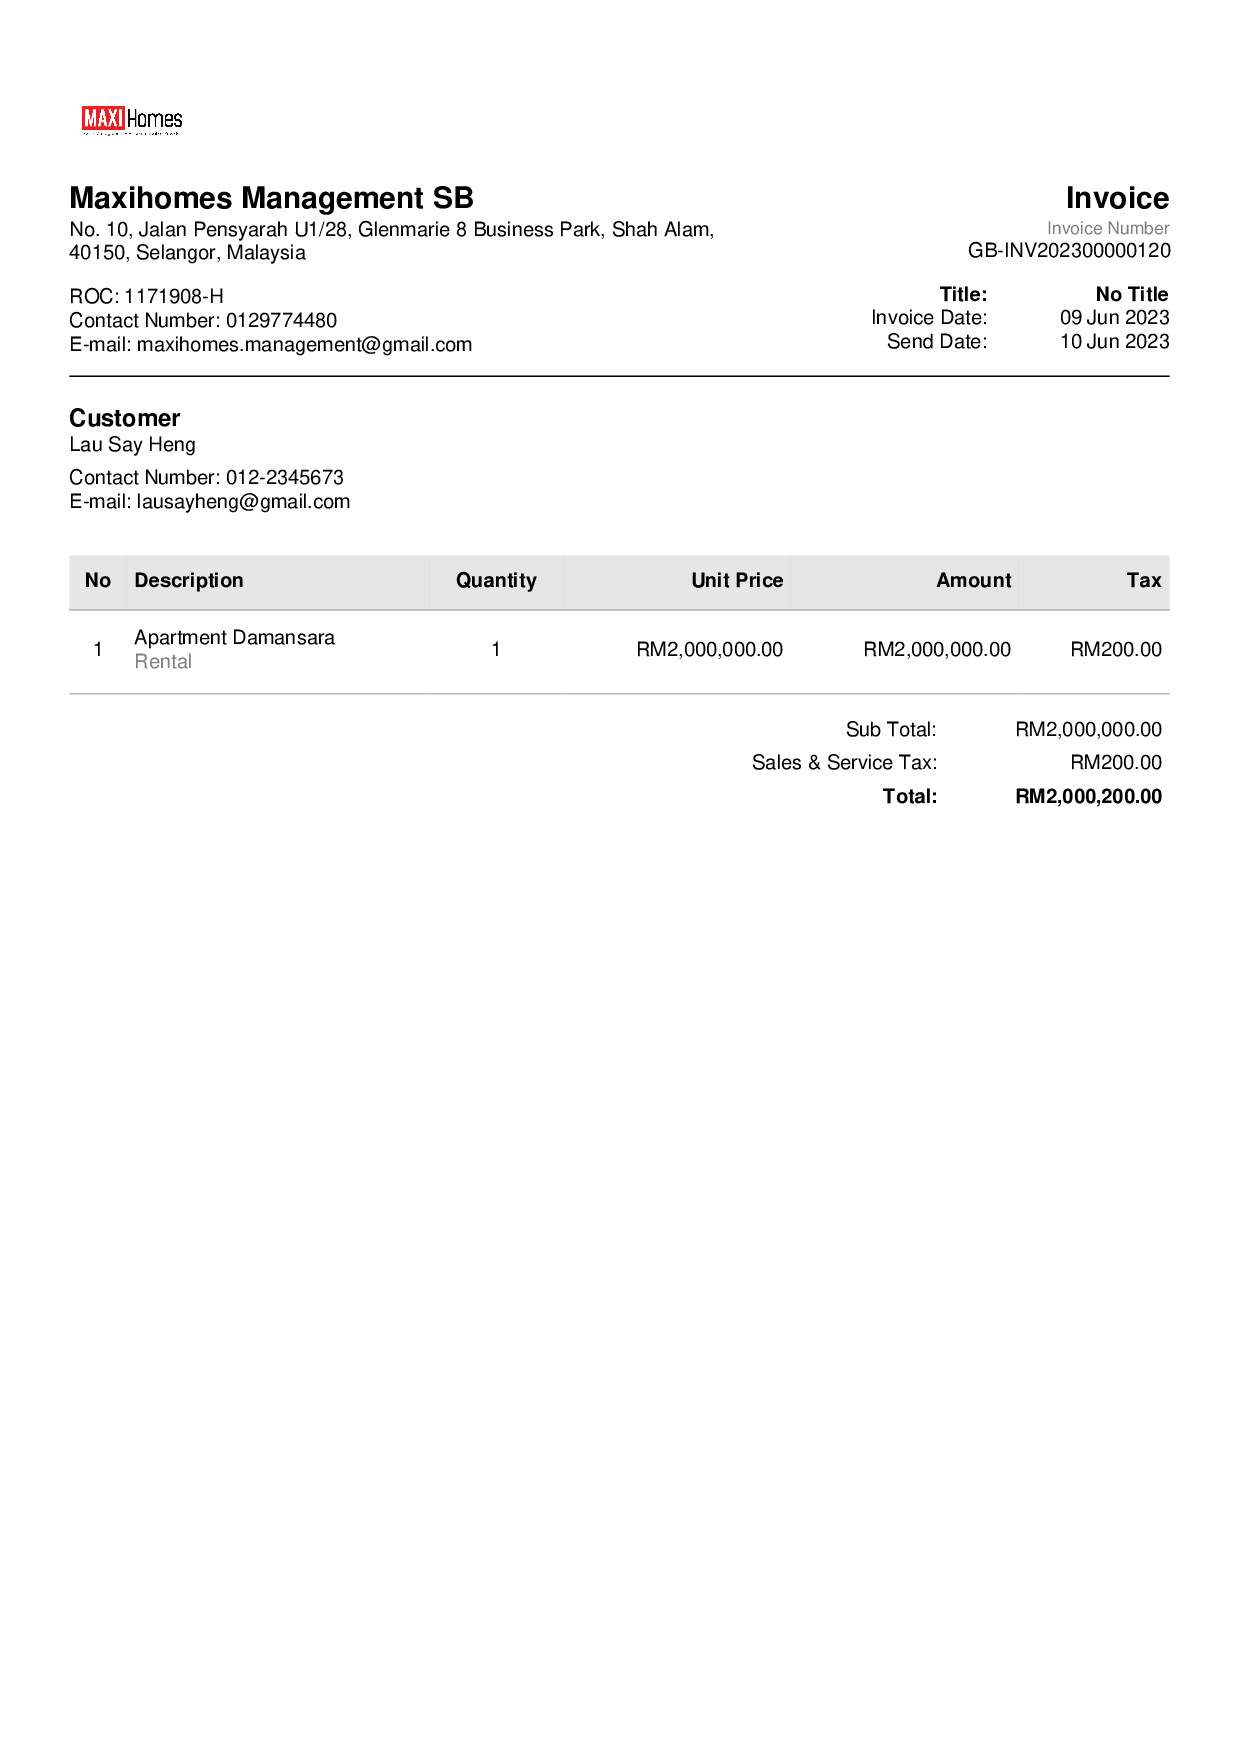 MAXI Homes
Maxihomes Management SB
No. 10, Jalan Pensyarah U1/28, Glenmarie 8 Business Park, Shah Alam,
40150, Selangor, Malaysia
ROC: 1171908-H
Contact Number: 0129774480
E-mail: maxihomes.management@gmail.com
Invoice
Invoice Number
GB-INV202300000120
Title: No Title
Invoice Date: 09 Jun 2023
Send Date: 10 Jun 2023
Customer
Lau Say Heng
Contact Number: 012-2345673
E-mail: lausayheng@gmail.com
No Description Quantity Unit Price Amount Tax
1 Apartment Damansara 1 RM2,000,000.00 RM2,000,000.00 RM200.00
Rental
Sub Total: RM2,000,000.00
Sales & Service Tax: RM200.00
Total: RM2,000,200.00